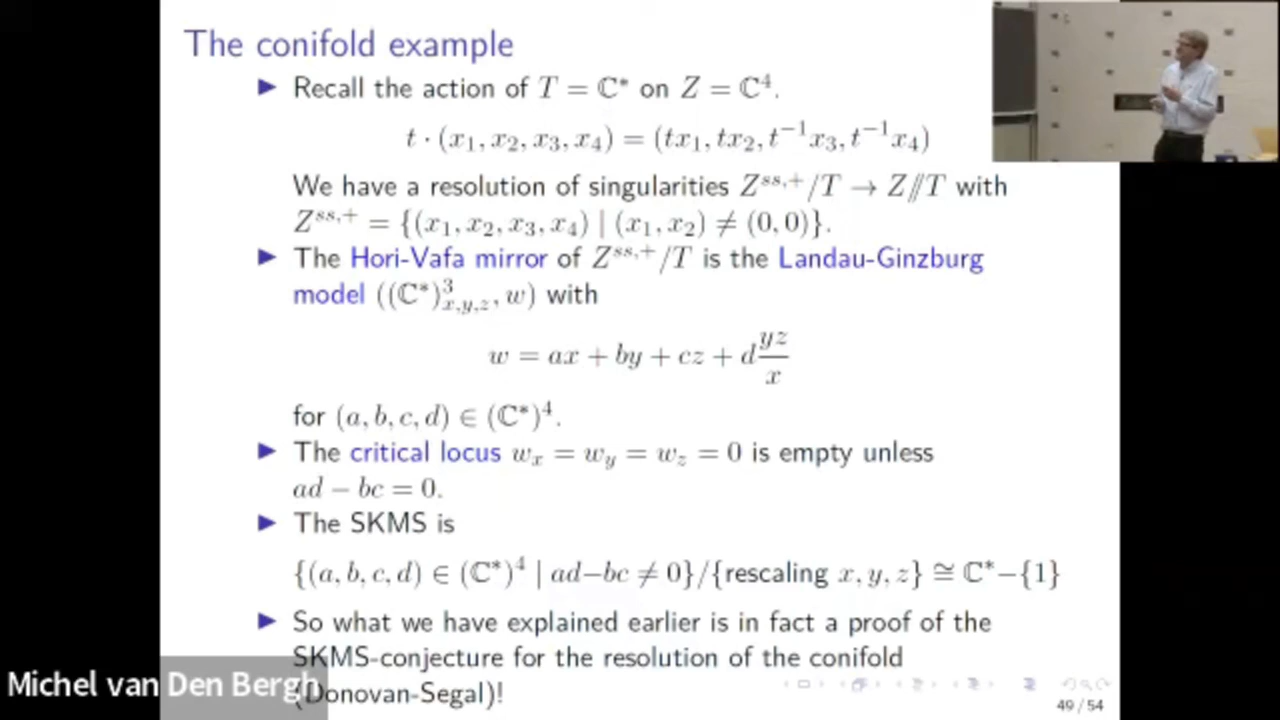 The conifold example
▶ Recall the action of T = ℂ* on Z = ℂ⁴.
t · (x₁, x₂, x₃, x₄) = (tx₁, tx₂, t⁻¹x₃, t⁻¹x₄)
We have a resolution of singularities Z^{ss,+}/T → Z//T with
Z^{ss,+} = {(x₁, x₂, x₃, x₄) | (x₁, x₂) ≠ (0, 0)}.
▶ The Hori-Vafa mirror of Z^{ss,+}/T is the Landau-Ginzburg
model ((ℂ*)³_{x,y,z}, w) with
w = ax + by + cz + d yz/x
for (a, b, c, d) ∈ (ℂ*)⁴.
▶ The critical locus w_x = w_y = w_z = 0 is empty unless
ad − bc = 0.
▶ The SKMS is
{(a, b, c, d) ∈ (ℂ*)⁴ | ad−bc ≠ 0}/{rescaling x, y, z} ≅ ℂ*−{1}
▶ So what we have explained earlier is in fact a proof of the
SKMS-conjecture for the resolution of the conifold
(Donovan-Segal)!
Michel van Den Bergh
49 / 54